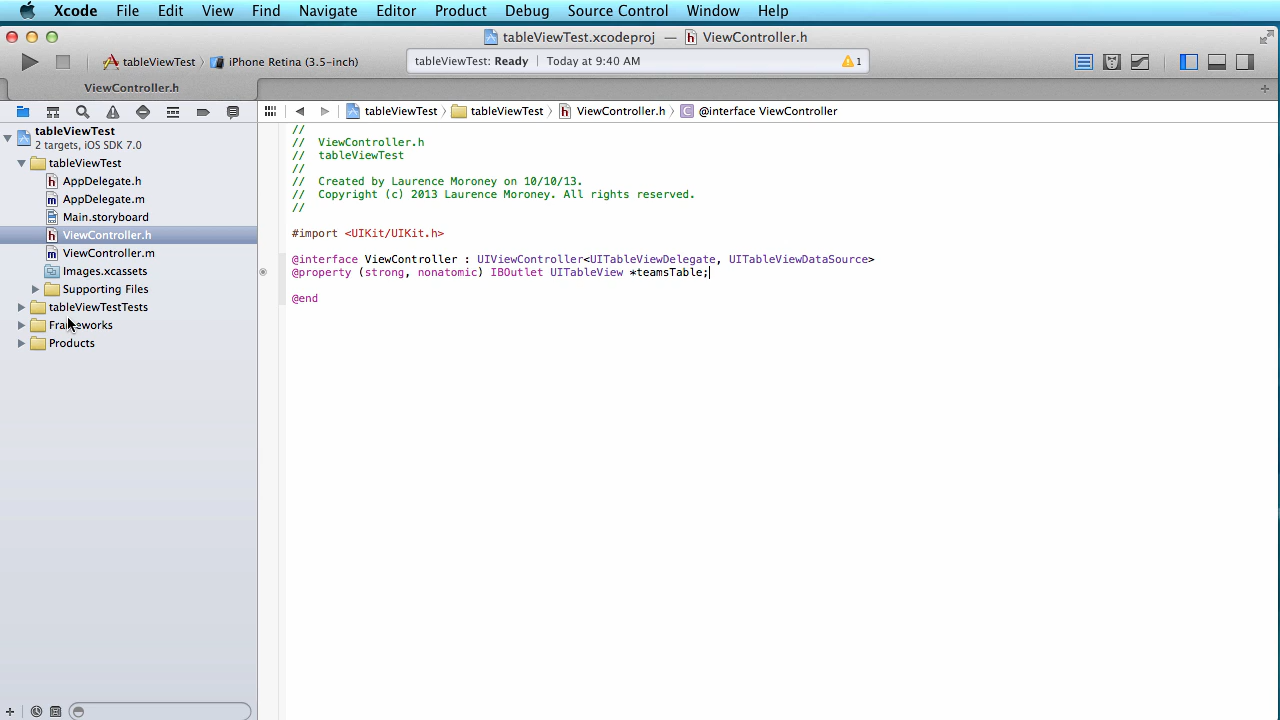 Xcode File Edit View Find Navigate Editor Product Debug Source Control Window Help
tableViewTest.xcodeproj — ViewController.h
tableViewTest iPhone Retina (3.5-inch) tableViewTest: Ready Today at 9:40 AM 1
ViewController.h
tableViewTest tableViewTest ViewController.h @interface ViewController
tableViewTest
2 targets, iOS SDK 7.0
tableViewTest
AppDelegate.h
AppDelegate.m
Main.storyboard
ViewController.h
ViewController.m
Images.xcassets
Supporting Files
tableViewTestTests
Frameworks
Products
//
// ViewController.h
// tableViewTest
//
// Created by Laurence Moroney on 10/10/13.
// Copyright (c) 2013 Laurence Moroney. All rights reserved.
//
#import <UIKit/UIKit.h>
@interface ViewController : UIViewController<UITableViewDelegate, UITableViewDataSource>
@property (strong, nonatomic) IBOutlet UITableView *teamsTable;
@end